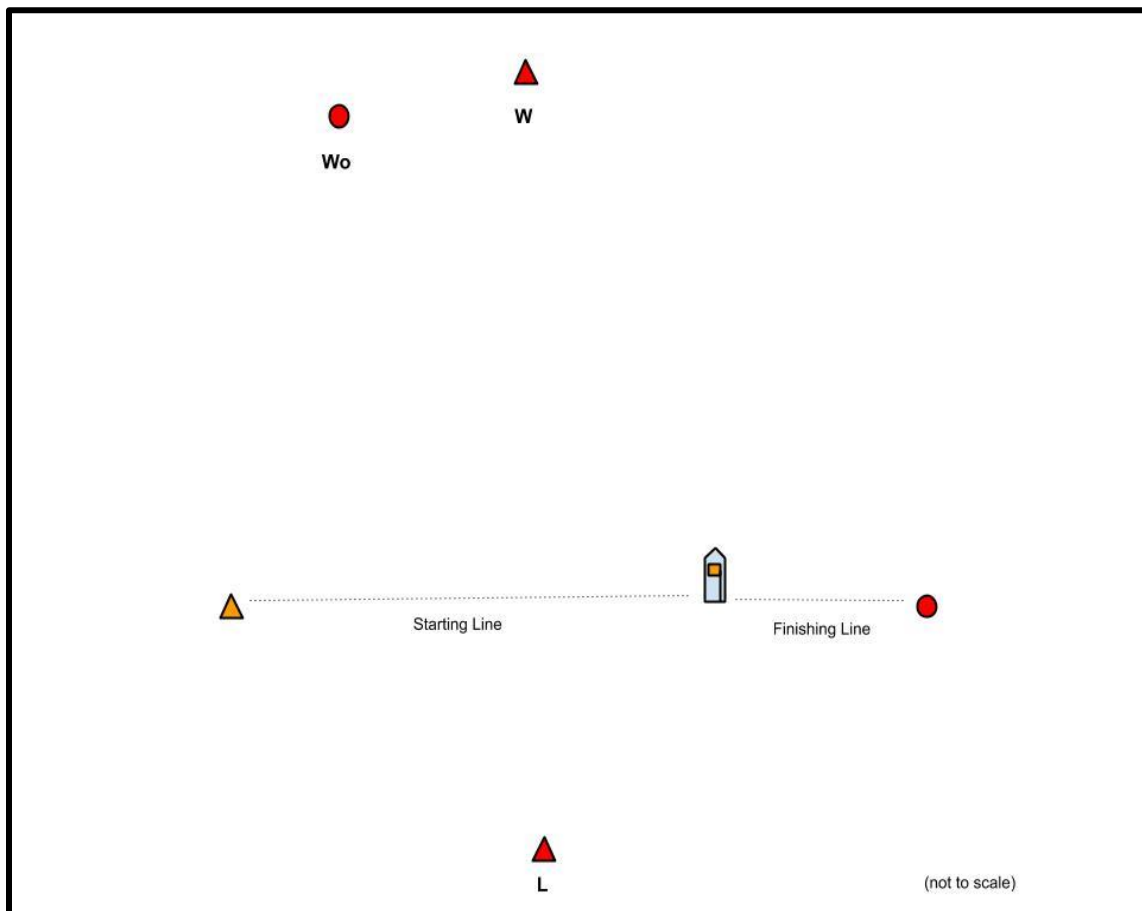 W
Wo
Starting Line
Finishing Line
L
(not to scale)